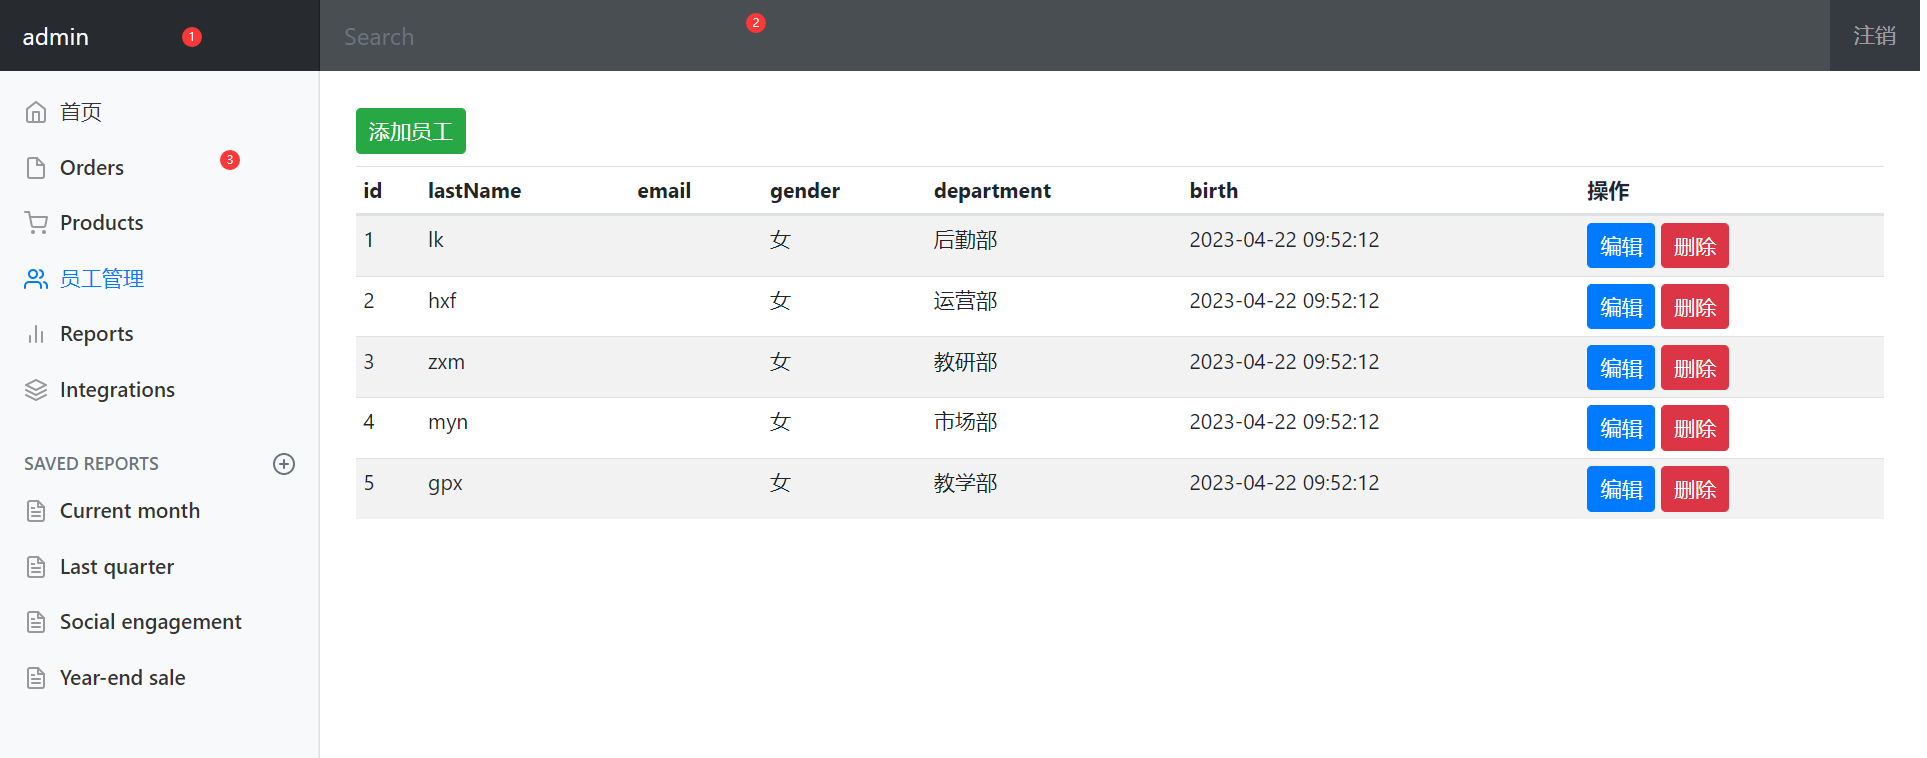 admin
1
Search
2
注销
首页
Orders
3
Products
员工管理
Reports
Integrations
SAVED REPORTS
Current month
Last quarter
Social engagement
Year-end sale
添加员工
id lastName email gender department birth 操作
1 lk 女 后勤部 2023-04-22 09:52:12 编辑 删除
2 hxf 女 运营部 2023-04-22 09:52:12 编辑 删除
3 zxm 女 教研部 2023-04-22 09:52:12 编辑 删除
4 myn 女 市场部 2023-04-22 09:52:12 编辑 删除
5 gpx 女 教学部 2023-04-22 09:52:12 编辑 删除